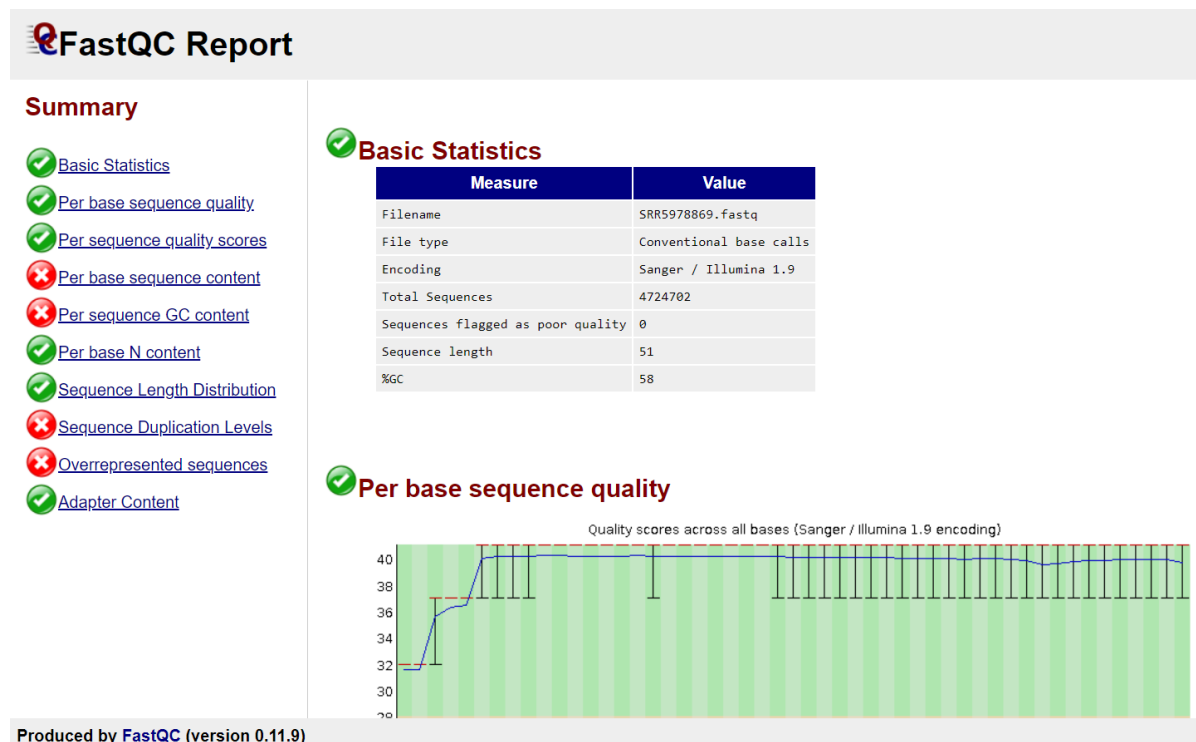 FastQC Report
Summary
Basic Statistics
Per base sequence quality
Per sequence quality scores
Per base sequence content
Per sequence GC content
Per base N content
Sequence Length Distribution
Sequence Duplication Levels
Overrepresented sequences
Adapter Content
Basic Statistics
Measure Value
Filename SRR5978869.fastq
File type Conventional base calls
Encoding Sanger / Illumina 1.9
Total Sequences 4724702
Sequences flagged as poor quality 0
Sequence length 51
%GC 58
Per base sequence quality
Quality scores across all bases (Sanger / Illumina 1.9 encoding)
40
38
36
34
32
30
28
Produced by FastQC (version 0.11.9)